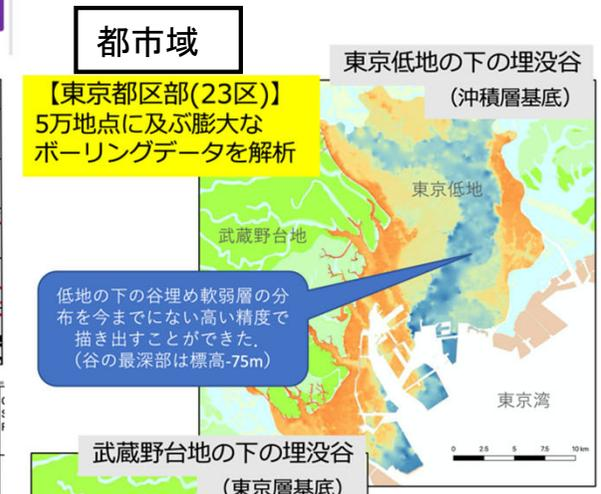 都市域
【東京都区部(23区)】
5万地点に及ぶ膨大な
ボーリングデータを解析
東京低地の下の埋没谷
（沖積層基底）
東京低地
武蔵野台地
低地の下の谷埋め軟弱層の分
布を今までにない高い精度で
描き出すことができた.
（谷の最深部は標高-75m）
東京湾
0 2.5 5 7.5 10 km
武蔵野台地の下の埋没谷
（東京層基底）